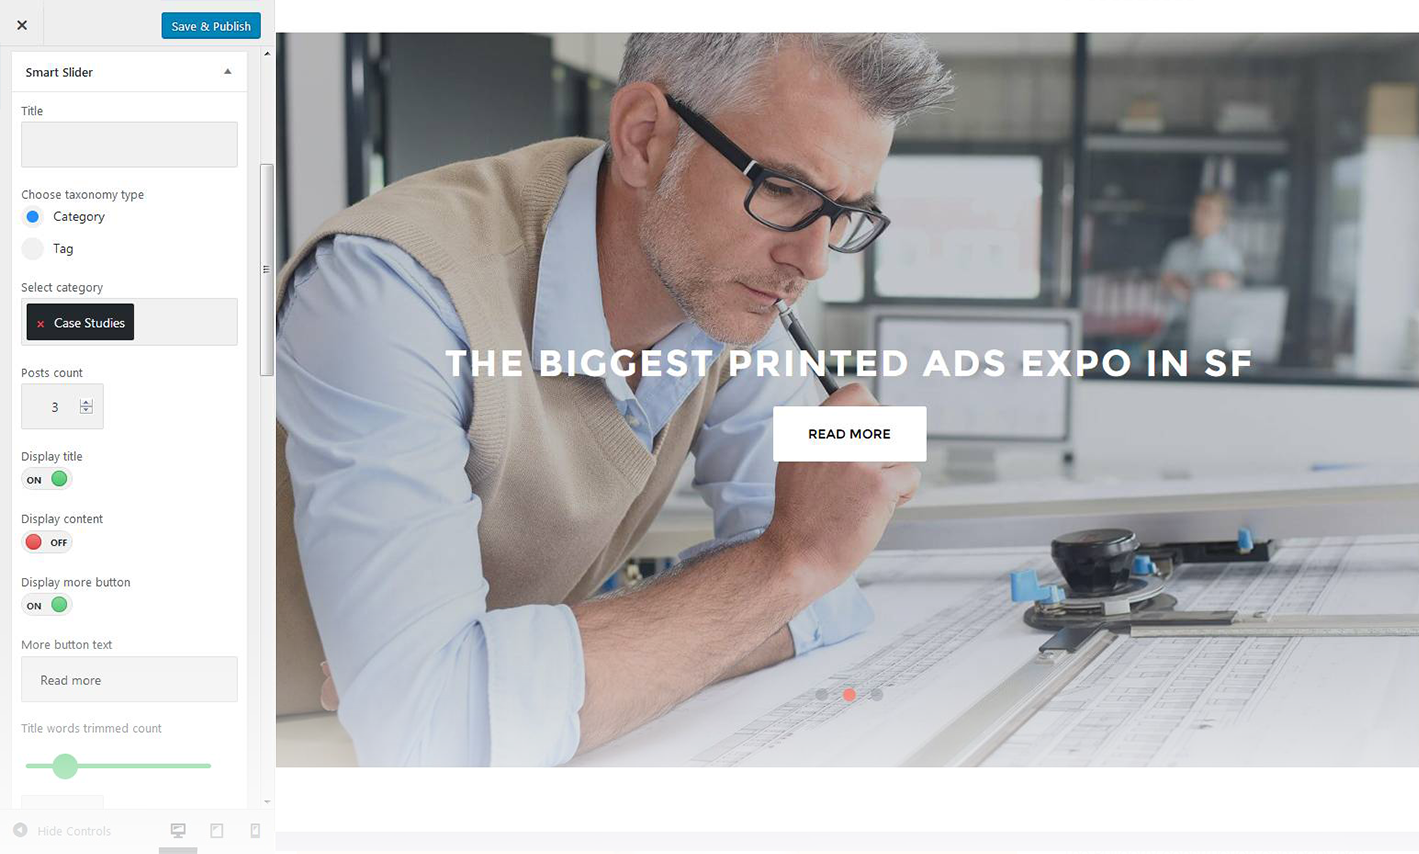 Save & Publish
Smart Slider
Title
Choose taxonomy type
Category
Tag
Select category
x Case Studies
Posts count
3
Display title
ON
Display content
OFF
Display more button
ON
More button text
Read more
Title words trimmed count
Hide Controls
THE BIGGEST PRINTED ADS EXPO IN SF
READ MORE